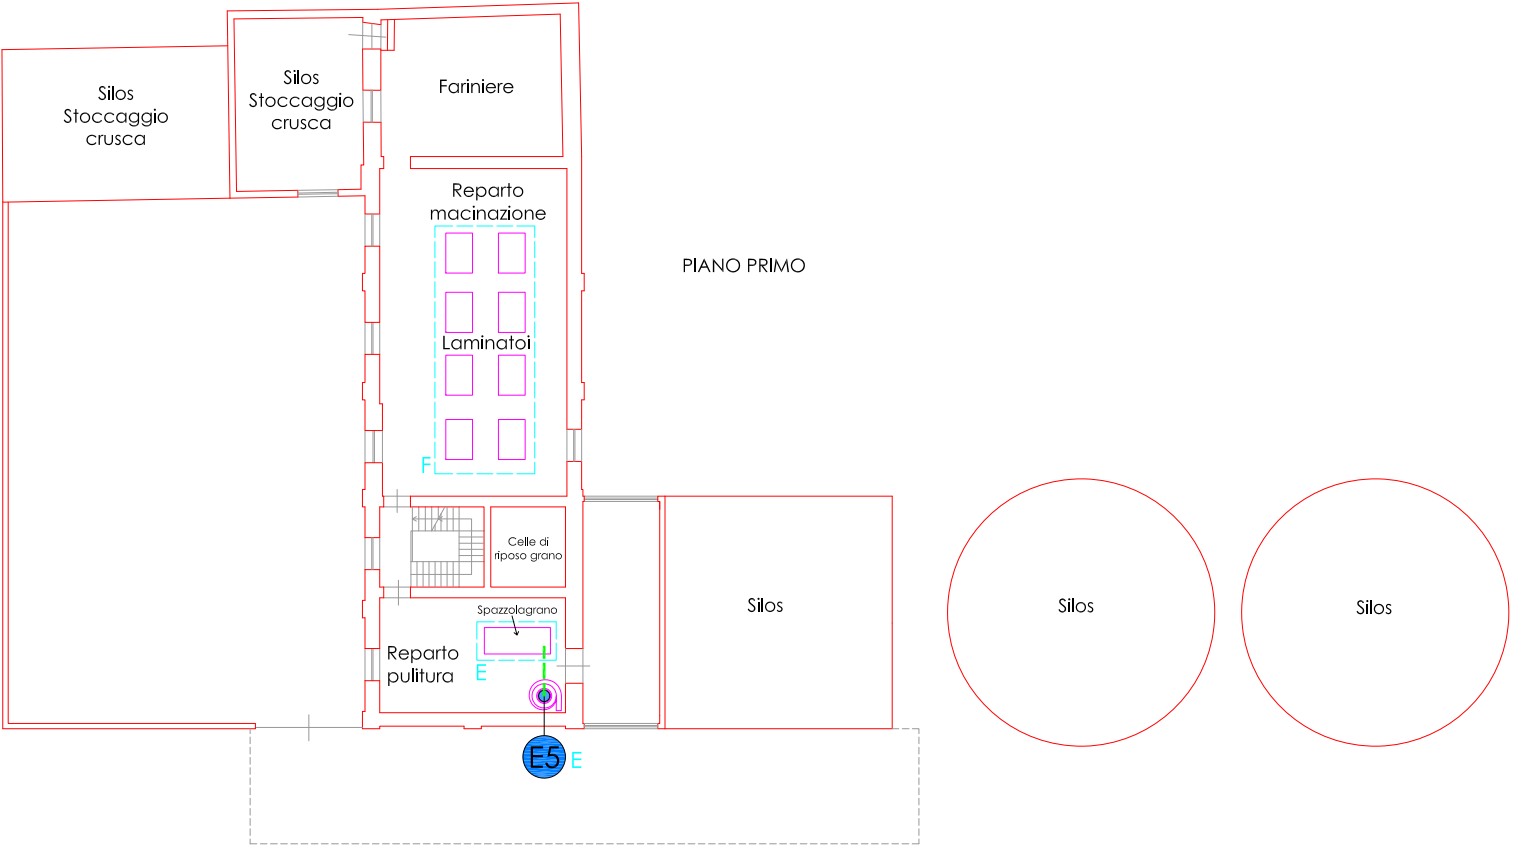 Silos
Stoccaggio
crusca
Silos
Stoccaggio
crusca
Fariniere
Reparto
macinazione
PIANO PRIMO
Laminatoi
F
Celle di
riposo grano
Spazzolagrano
Reparto
pulitura
E
Silos
Silos
Silos
E5
E